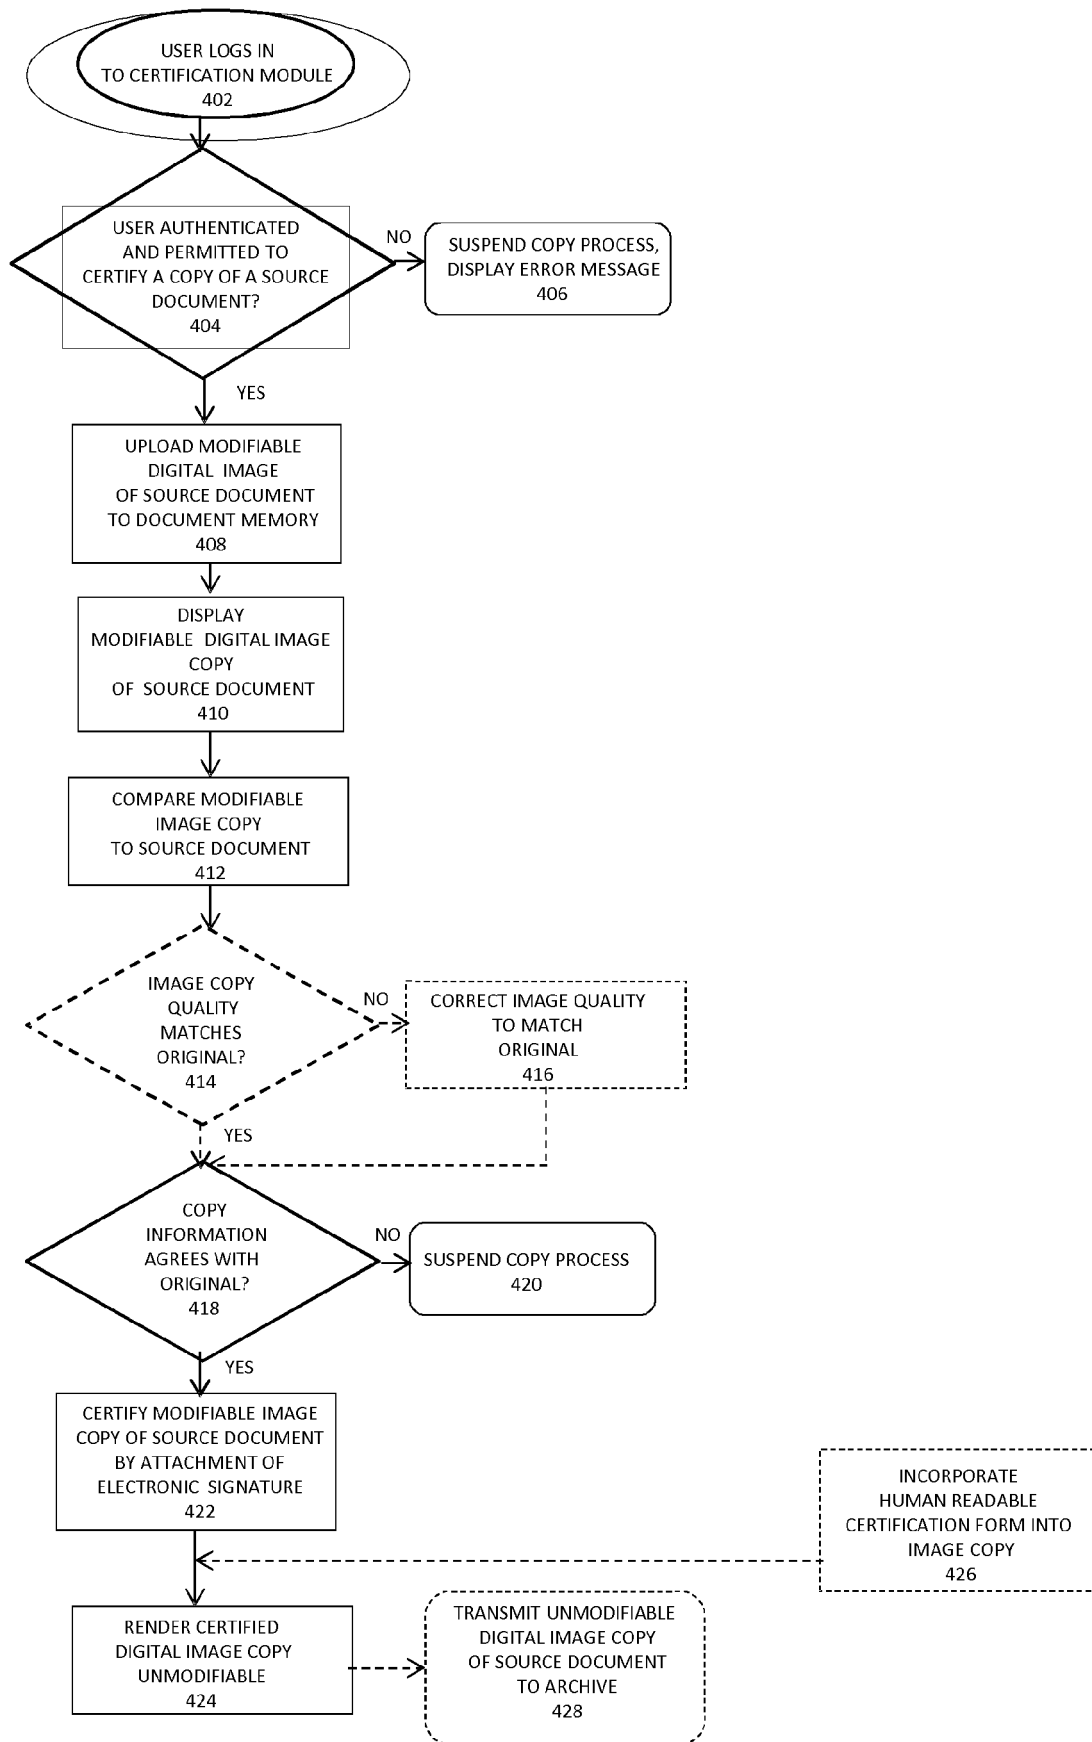 USER LOGS IN
TO CERTIFICATION MODULE
402
USER AUTHENTICATED
AND PERMITTED TO
CERTIFY A COPY OF A SOURCE
DOCUMENT?
404
NO
SUSPEND COPY PROCESS,
DISPLAY ERROR MESSAGE
406
YES
UPLOAD MODIFIABLE
DIGITAL IMAGE
OF SOURCE DOCUMENT
TO DOCUMENT MEMORY
408
DISPLAY
MODIFIABLE DIGITAL IMAGE
COPY
OF SOURCE DOCUMENT
410
COMPARE MODIFIABLE
IMAGE COPY
TO SOURCE DOCUMENT
412
IMAGE COPY
QUALITY
MATCHES
ORIGINAL?
414
NO
CORRECT IMAGE QUALITY
TO MATCH
ORIGINAL
416
YES
COPY
INFORMATION
AGREES WITH
ORIGINAL?
418
NO
SUSPEND COPY PROCESS
420
YES
CERTIFY MODIFIABLE IMAGE
COPY OF SOURCE DOCUMENT
BY ATTACHMENT OF
ELECTRONIC SIGNATURE
422
INCORPORATE
HUMAN READABLE
CERTIFICATION FORM INTO
IMAGE COPY
426
RENDER CERTIFIED
DIGITAL IMAGE COPY
UNMODIFIABLE
424
TRANSMIT UNMODIFIABLE
DIGITAL IMAGE COPY
OF SOURCE DOCUMENT
TO ARCHIVE
428